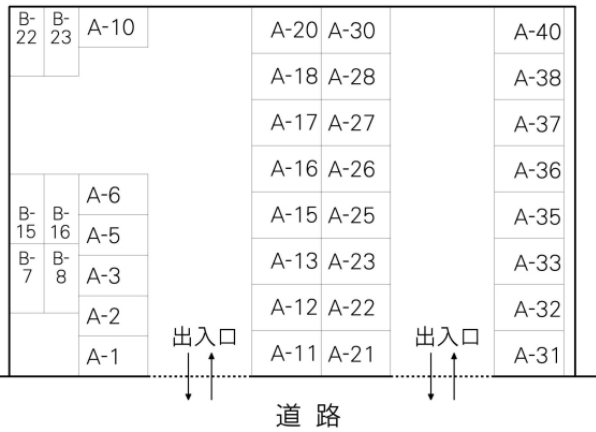 B-22 B-23 A-10 A-20 A-30 A-40
A-18 A-28 A-38
A-17 A-27 A-37
A-6 A-16 A-26 A-36
B-15 B-16 A-5 A-15 A-25 A-35
B-7 B-8 A-3 A-13 A-23 A-33
A-2 A-12 A-22 A-32
出入口 出入口
A-1 A-11 A-21 A-31
道路